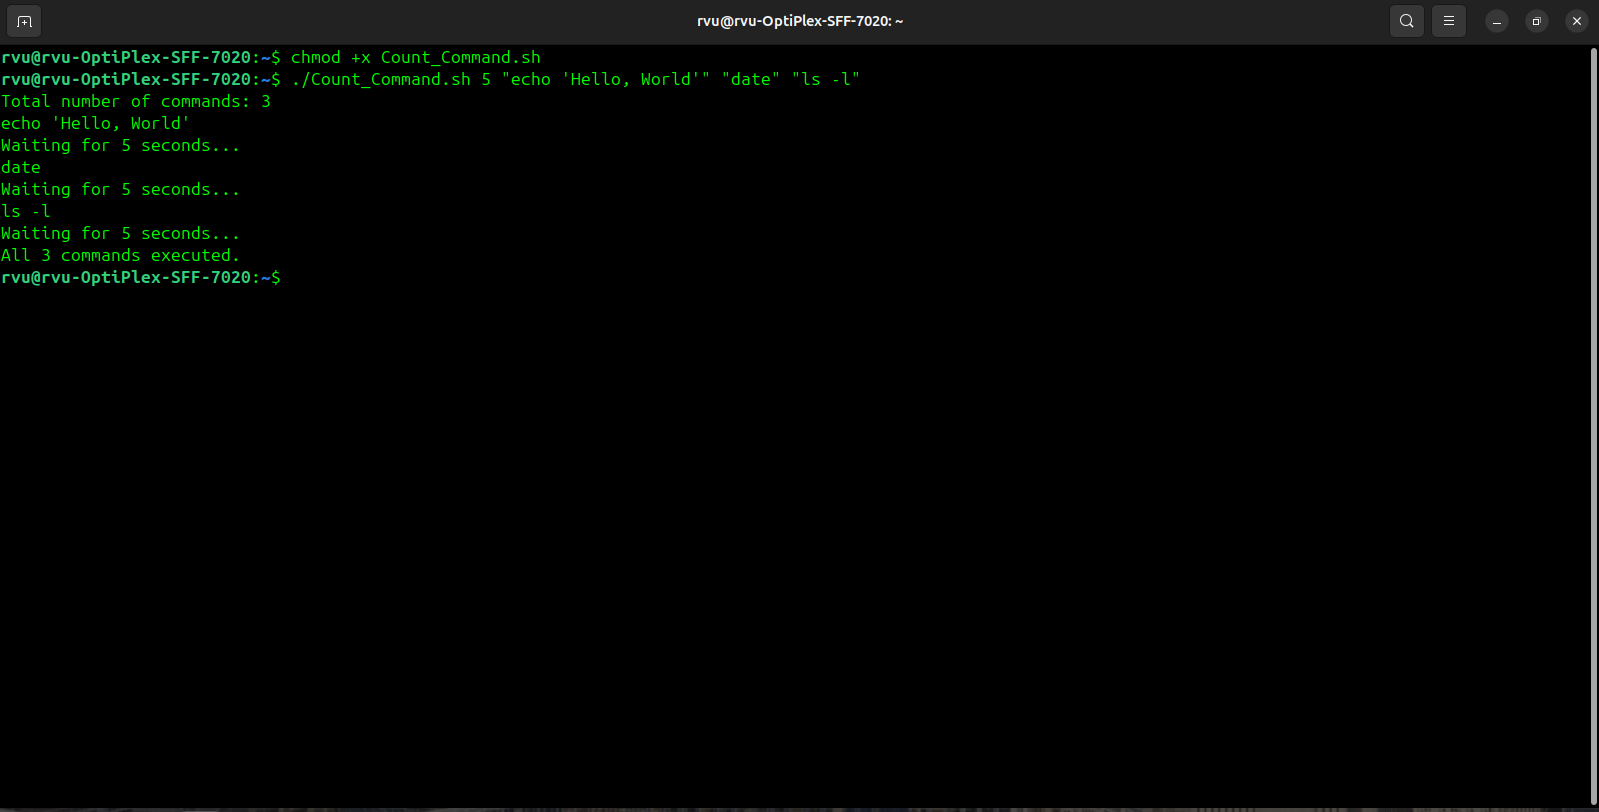 rvu@rvu-OptiPlex-SFF-7020: ~
rvu@rvu-OptiPlex-SFF-7020:~$ chmod +x Count_Command.sh
rvu@rvu-OptiPlex-SFF-7020:~$ ./Count_Command.sh 5 "echo 'Hello, World'" "date" "ls -l"
Total number of commands: 3
echo 'Hello, World'
Waiting for 5 seconds...
date
Waiting for 5 seconds...
ls -l
Waiting for 5 seconds...
All 3 commands executed.
rvu@rvu-OptiPlex-SFF-7020:~$